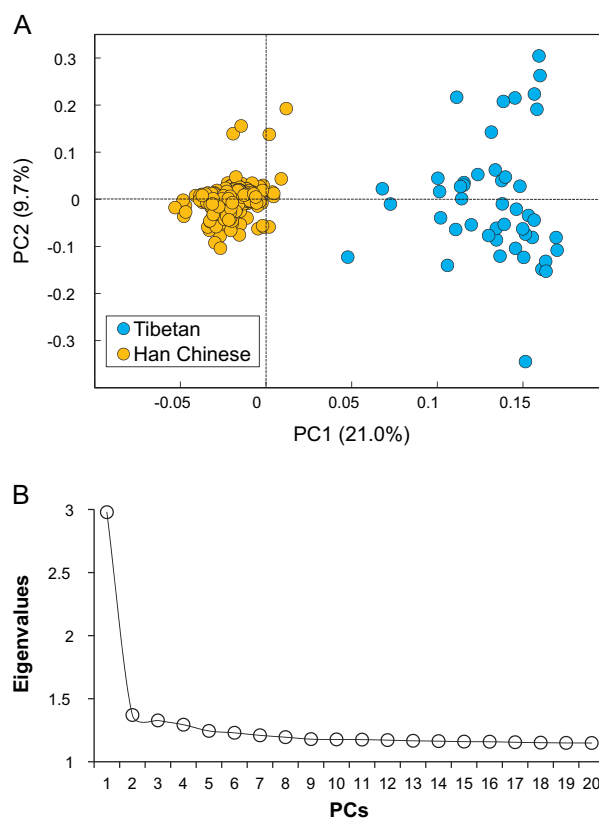 A
PC2 (9.7%)
0.3
0.2
0.1
0
-0.1
-0.2
-0.3
Tibetan
Han Chinese
-0.05 0 0.05 0.1 0.15
PC1 (21.0%)
B
Eigenvalues
3
2.5
2
1.5
1
1 2 3 4 5 6 7 8 9 10 11 12 13 14 15 16 17 18 19 20
PCs